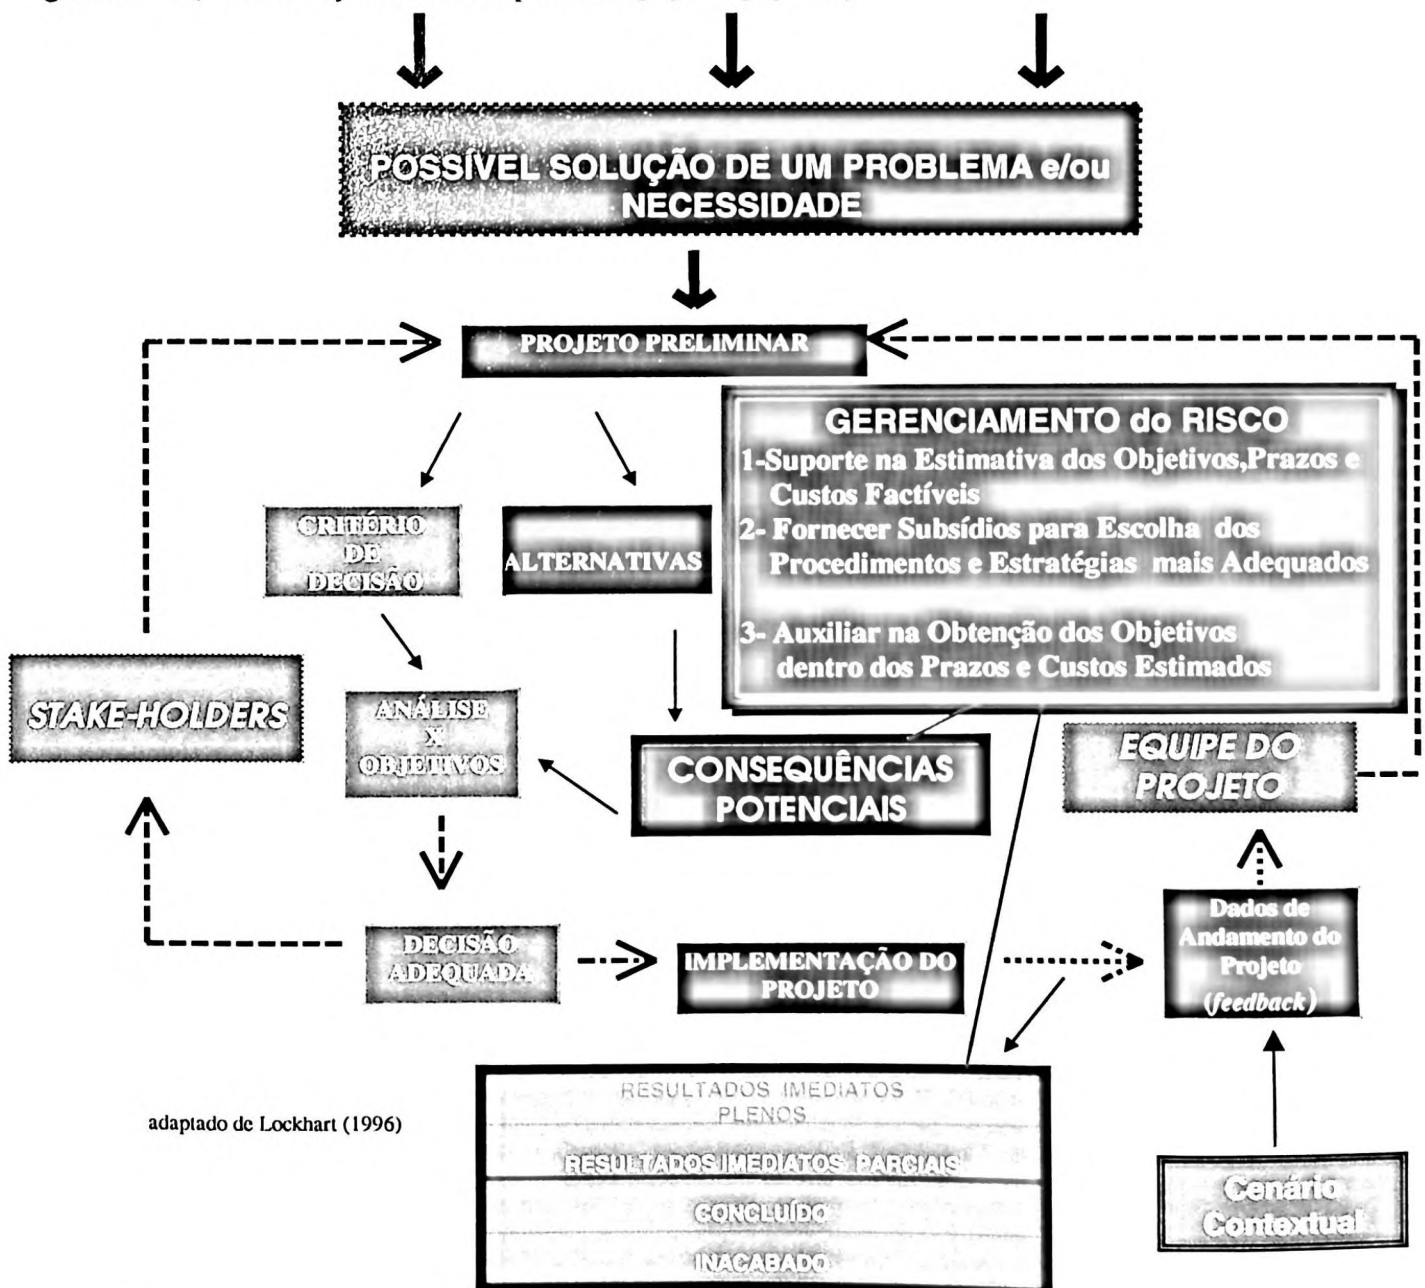 POSSÍVEL SOLUÇÃO DE UM PROBLEMA e/ou
NECESSIDADE
PROJETO PRELIMINAR
GERENCIAMENTO do RISCO
1-Suporte na Estimativa dos Objetivos,Prazos e
Custos Factíveis
2- Fornecer Subsídios para Escolha dos
Procedimentos e Estratégias mais Adequados
3- Auxiliar na Obtenção dos Objetivos
dentro dos Prazos e Custos Estimados
CRITÉRIO
DE
DECISÃO
ALTERNATIVAS
STAKE-HOLDERS
ANÁLISE
X
OBJETIVOS
CONSEQUÊNCIAS
POTENCIAIS
EQUIPE DO
PROJETO
DECISÃO
ADEQUADA
IMPLEMENTAÇÃO DO
PROJETO
Dados de
Andamento do
Projeto
(feedback)
adaptado de Lockhart (1996)
RESULTADOS IMEDIATOS
PLENOS
RESULTADOS IMEDIATOS PARCIAIS
CONCLUÍDO
INACABADO
Cenário
Contextual